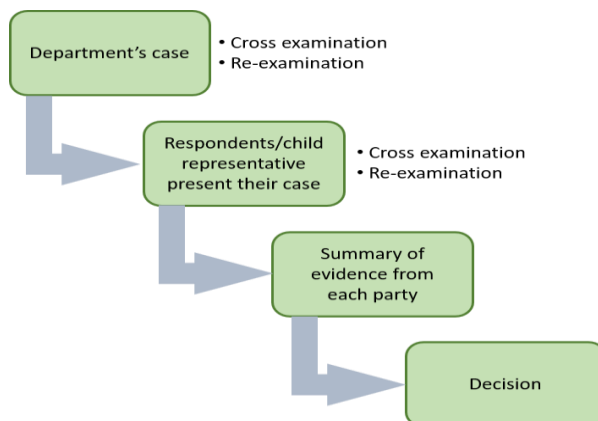 Department’s case
• Cross examination
• Re-examination
Respondents/child
representative
present their case
• Cross examination
• Re-examination
Summary of
evidence from
each party
Decision